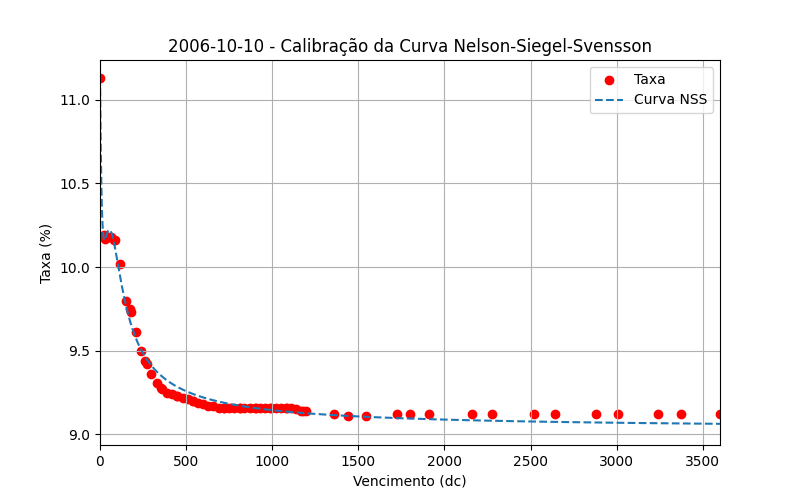 2006-10-10 - Calibração da Curva Nelson-Siegel-Svensson
Taxa
Curva NSS
Taxa (%)
11.0
10.5
10.0
9.5
9.0
0 500 1000 1500 2000 2500 3000 3500
Vencimento (dc)